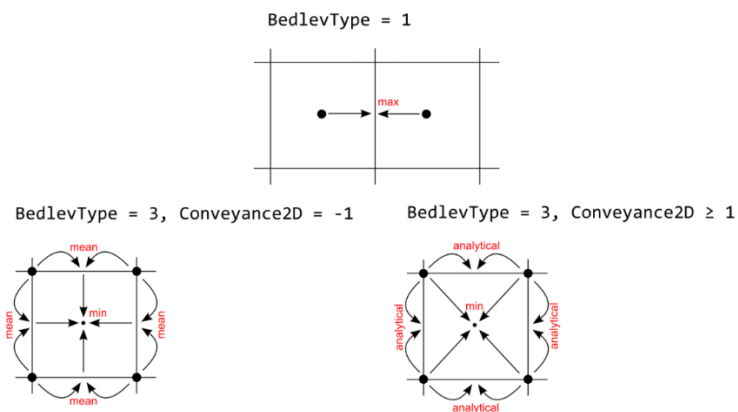 BedlevType = 1
max
BedlevType = 3, Conveyance2D = -1
BedlevType = 3, Conveyance2D ≥ 1
mean
mean
min
mean
mean
analytical
analytical
min
analytical
analytical